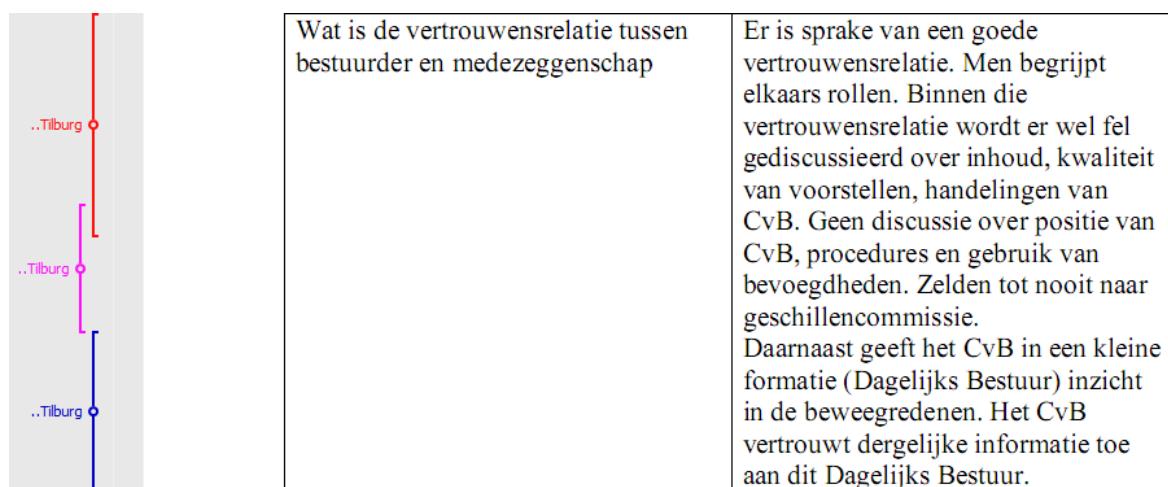 ..Tilburg
..Tilburg
..Tilburg
Wat is de vertrouwensrelatie tussen
bestuurder en medezeggenschap
Er is sprake van een goede
vertrouwensrelatie. Men begrijpt
elkaars rollen. Binnen die
vertrouwensrelatie wordt er wel fel
gediscussieerd over inhoud, kwaliteit
van voorstellen, handelingen van
CvB. Geen discussie over positie van
CvB, procedures en gebruik van
bevoegdheden. Zelden tot nooit naar
geschillencommissie.
Daarnaast geeft het CvB in een kleine
formatie (Dagelijks Bestuur) inzicht
in de beweegredenen. Het CvB
vertrouwt dergelijke informatie toe
aan dit Dagelijks Bestuur.